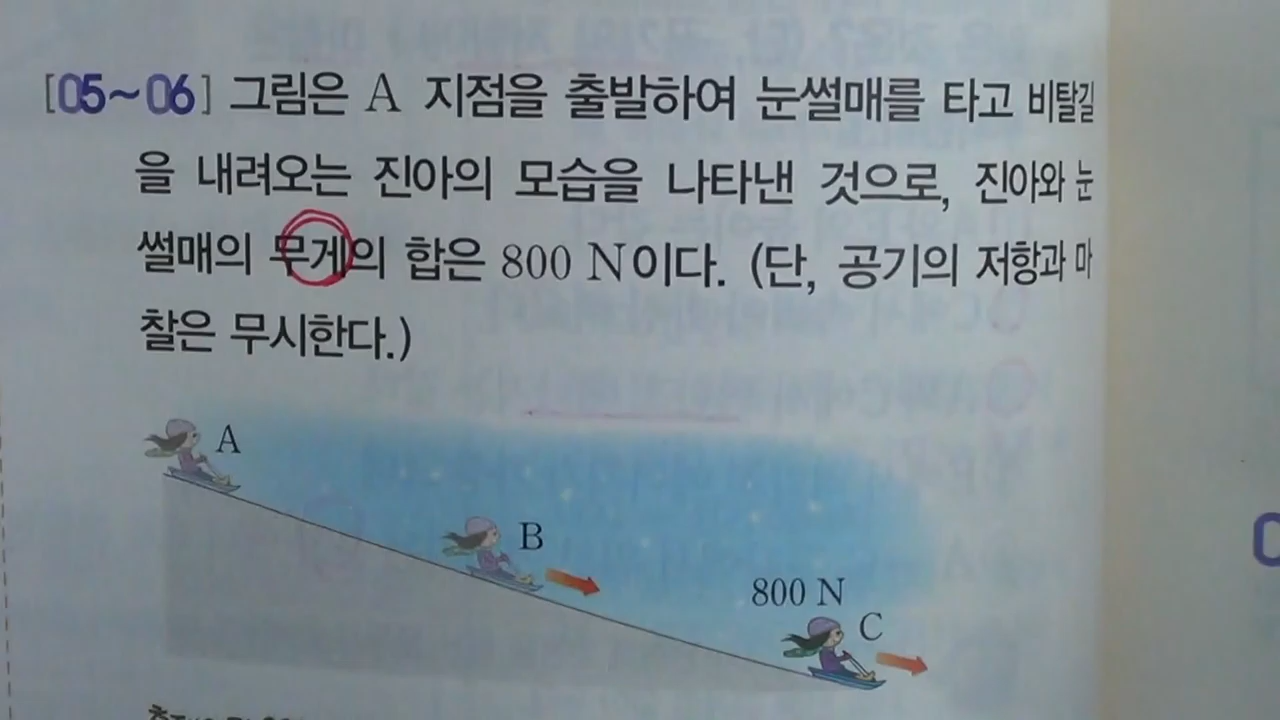 [05~06] 그림은 A 지점을 출발하여 눈썰매를 타고 비탈길
을 내려오는 진아의 모습을 나타낸 것으로, 진아와 눈
썰매의 무게의 합은 800 N이다. (단, 공기의 저항과 마
찰은 무시한다.)
A
B
800 N
C